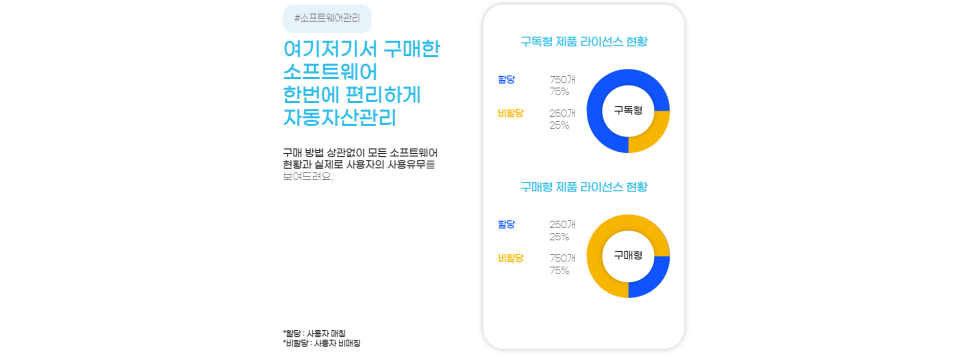 #소프트웨어관리
여기저기서 구매한
소프트웨어
한번에 편리하게
자동자산관리
구매 방법 상관없이 모든 소프트웨어
현황과 실제로 사용자의 사용유무를
보여드려요.
*할당 : 사용자 매칭
*비할당 : 사용자 비매칭
구독형 제품 라이선스 현황
할당 750개
75%
비할당 250개
25%
구독형
구매형 제품 라이선스 현황
할당 250개
25%
비할당 750개
75%
구매형